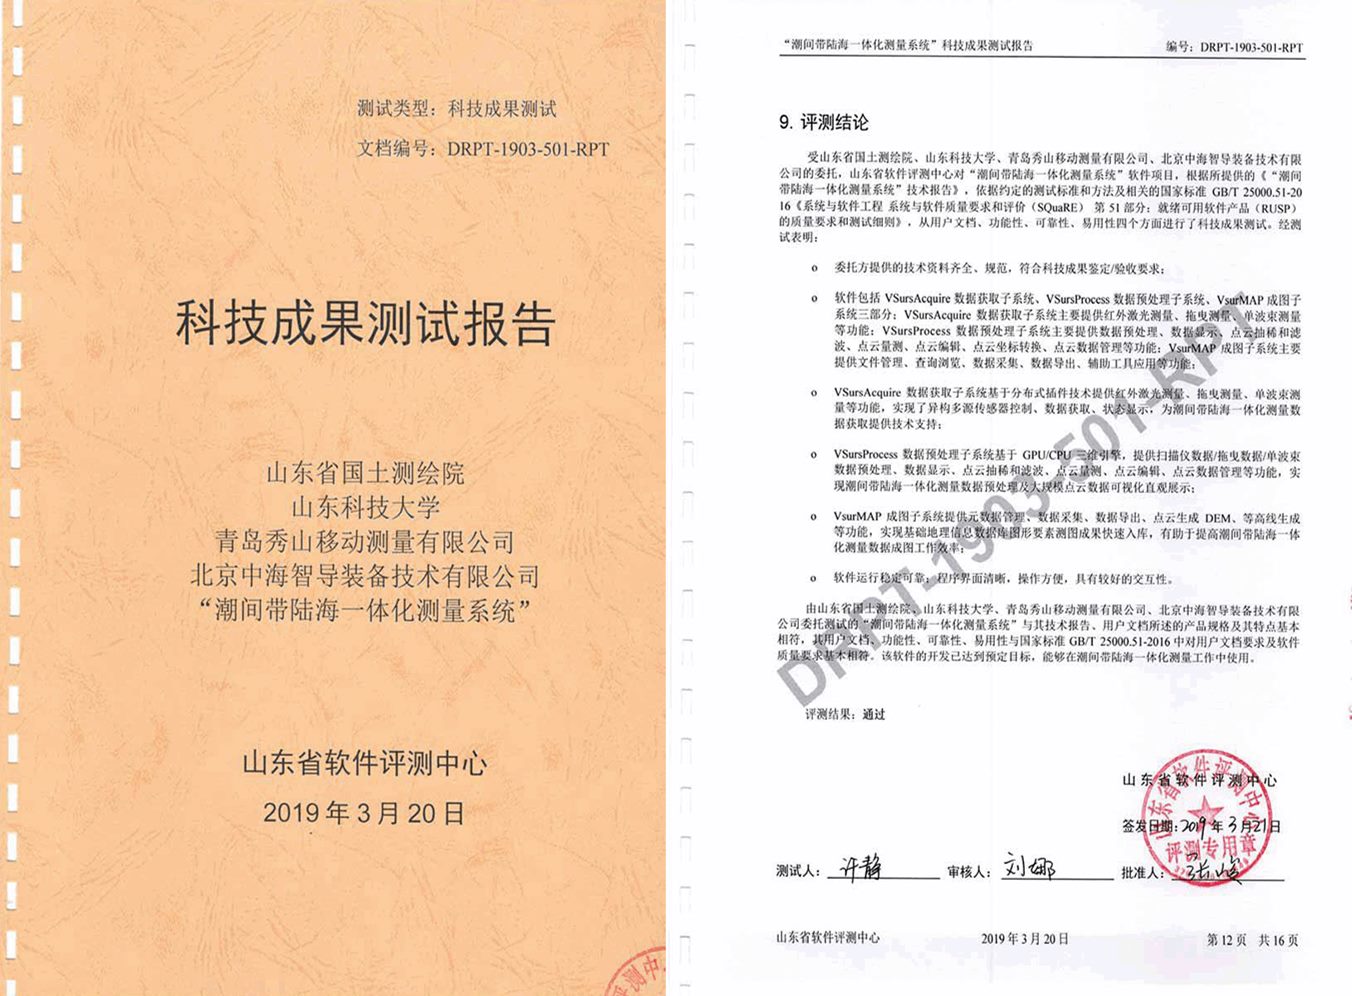 测试类型：科技成果测试
文档编号：DRPT-1903-501-RPT
科技成果测试报告
山东省国土测绘院
山东科技大学
青岛秀山移动测量有限公司
北京中海智导装备技术有限公司
“潮间带陆海一体化测量系统”
山东省软件评测中心
2019年3月20日
评测中
“潮间带陆海一体化测量系统”科技成果测试报告 编号：DRPT-1903-501-RPT
9. 评测结论
受山东省国土测绘院、山东科技大学、青岛秀山移动测量有限公司、北京中海智导装备技术有限
公司的委托，山东省软件评测中心对“潮间带陆海一体化测量系统”软件项目，根据所提供的《“潮间
带陆海一体化测量系统”技术报告》，依据约定的测试标准和方法及相关的国家标准 GB/T 25000.51-20
16《系统与软件工程 系统与软件质量要求和评价（SQuaRE） 第 51 部分：就绪可用软件产品（RUSP）
的质量要求和测试细则》，从用户文档、功能性、可靠性、易用性四个方面进行了科技成果测试。经测
试表明：
o 委托方提供的技术资料齐全、规范，符合科技成果鉴定/验收要求；
o 软件包括 VSursAcquire 数据获取子系统、VSursProcess 数据预处理子系统、VsurMAP 成图子
系统三部分：VSursAcquire 数据获取子系统主要提供红外激光测量、拖曳测量、单波束测量
等功能；VSursProcess 数据预处理子系统主要提供数据预处理、数据显示、点云抽稀和滤
波、点云量测、点云编辑、点云坐标转换、点云数据管理等功能；VsurMAP 成图子系统主要
提供文件管理、查询浏览、数据采集、数据导出、辅助工具应用等功能；
o VSursAcquire 数据获取子系统基于分布式插件技术提供红外激光测量、拖曳测量、单波束测
量等功能，实现了异构多源传感器控制、数据获取、状态显示，为潮间带陆海一体化测量数
据获取提供技术支持；
o VSursProcess 数据预处理子系统基于 GPU/CPU 三维引擎，提供扫描仪数据/拖曳数据/单波束
数据预处理、数据显示、点云抽稀和滤波、点云量测、点云编辑、点云数据管理等功能，实
现潮间带陆海一体化测量数据预处理及大规模点云数据可视化直观展示；
o VsurMAP 成图子系统提供元数据管理、数据采集、数据导出、点云生成 DEM、等高线生成
等功能，实现基础地理信息数据库图形要素测图成果快速入库，有助于提高潮间带陆海一体
化测量数据成图工作效率；
o 软件运行稳定可靠；程序界面清晰，操作方便，具有较好的交互性。
由山东省国土测绘院、山东科技大学、青岛秀山移动测量有限公司、北京中海智导装备技术有限
公司委托测试的“潮间带陆海一体化测量系统”与其技术报告、用户文档所述的产品规格及其特点基本
相符，其用户文档、功能性、可靠性、易用性与国家标准 GB/T 25000.51-2016 中对用户文档要求及软件
质量要求基本相符。该软件的开发已达到预定目标，能够在潮间带陆海一体化测量工作中使用。
DRPT-1903-501-RPT
评测结果：通过
山东省软件评测中心
山东省软件评测中心
签发日期：2019年3月21日
评测专用章
测试人：许静 审核人：刘娜 批准人：
山东省软件评测中心 2019年3月20日 第 12 页 共 16 页